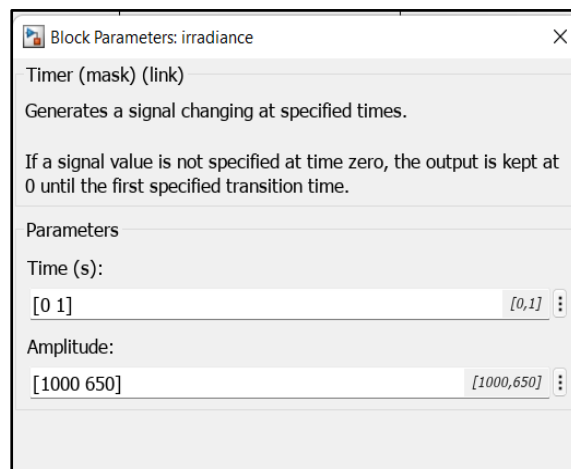 Block Parameters: irradiance
Timer (mask) (link)
Generates a signal changing at specified times.
If a signal value is not specified at time zero, the output is kept at
0 until the first specified transition time.
Parameters
Time (s):
[0 1] [0,1]
Amplitude:
[1000 650] [1000,650]